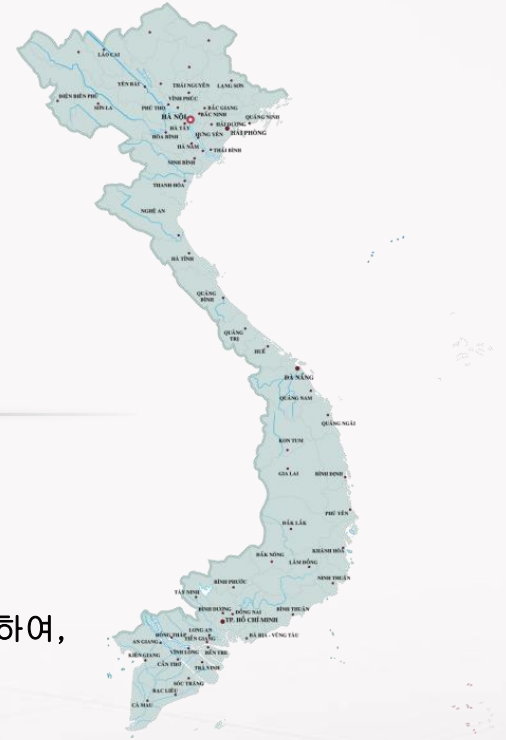 LÀO CAI
YÊN BÁI
THÁI NGUYÊN
LẠNG SƠN
ĐIỆN BIÊN PHỦ
SƠN LA
VĨNH PHÚC
PHÚ THỌ
BẮC GIANG
BẮC NINH
QUẢNG NINH
HÀ NỘI
HÀ TÂY
HẢI DƯƠNG
HẢI PHÒNG
HÒA BÌNH
HƯNG YÊN
HÀ NAM
THÁI BÌNH
NINH BÌNH
THANH HÓA
NGHỆ AN
HÀ TĨNH
QUẢNG
BÌNH
QUẢNG
TRỊ
HUẾ
ĐÀ NẴNG
QUẢNG NAM
QUẢNG NGÃI
KON TUM
GIA LAI
BÌNH ĐỊNH
PHÚ YÊN
ĐẮK LẮK
ĐẮK NÔNG
KHÁNH HÒA
LÂM ĐỒNG
NINH THUẬN
BÌNH PHƯỚC
TÂY NINH
BÌNH DƯƠNG
ĐỒNG NAI
BÌNH THUẬN
TP. HỒ CHÍ MINH
하여,
LONG AN
ĐỒNG THÁP
TIỀN GIANG
BÀ RỊA - VŨNG TÀU
AN GIANG
KIÊN GIANG
VĨNH LONG
BẾN TRE
CẦN THƠ
TRÀ VINH
SÓC TRĂNG
BẠC LIÊU
CÀ MAU